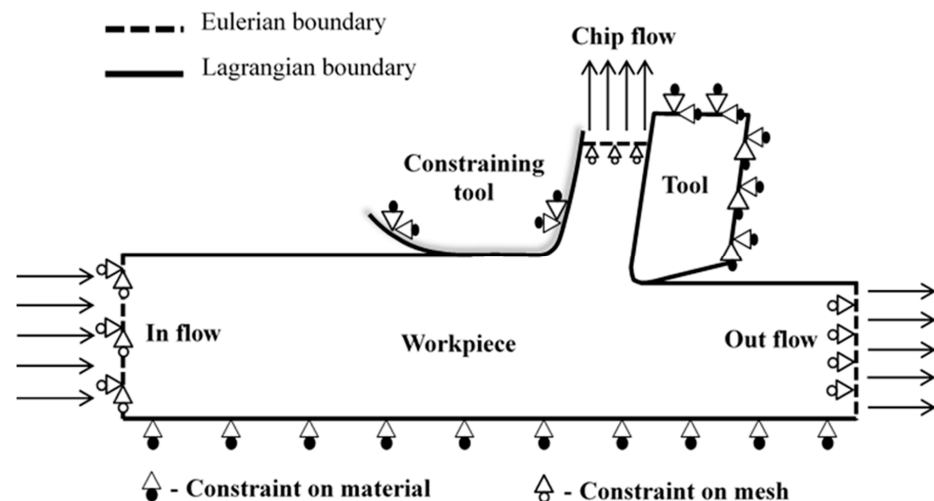 Eulerian boundary
Lagrangian boundary
Chip flow
Constraining
tool
Tool
In flow
Workpiece
Out flow
- Constraint on material
- Constraint on mesh